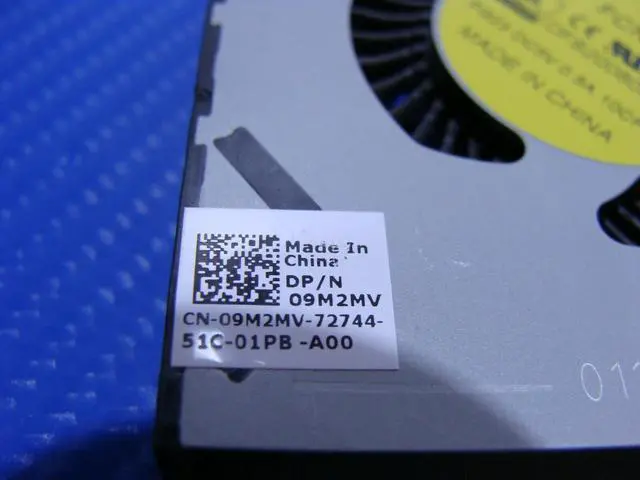 MADE IN CHINA
Made In
China
DP/N
09M2MV
CN-09M2MV-72744-
51C-01PB -A00